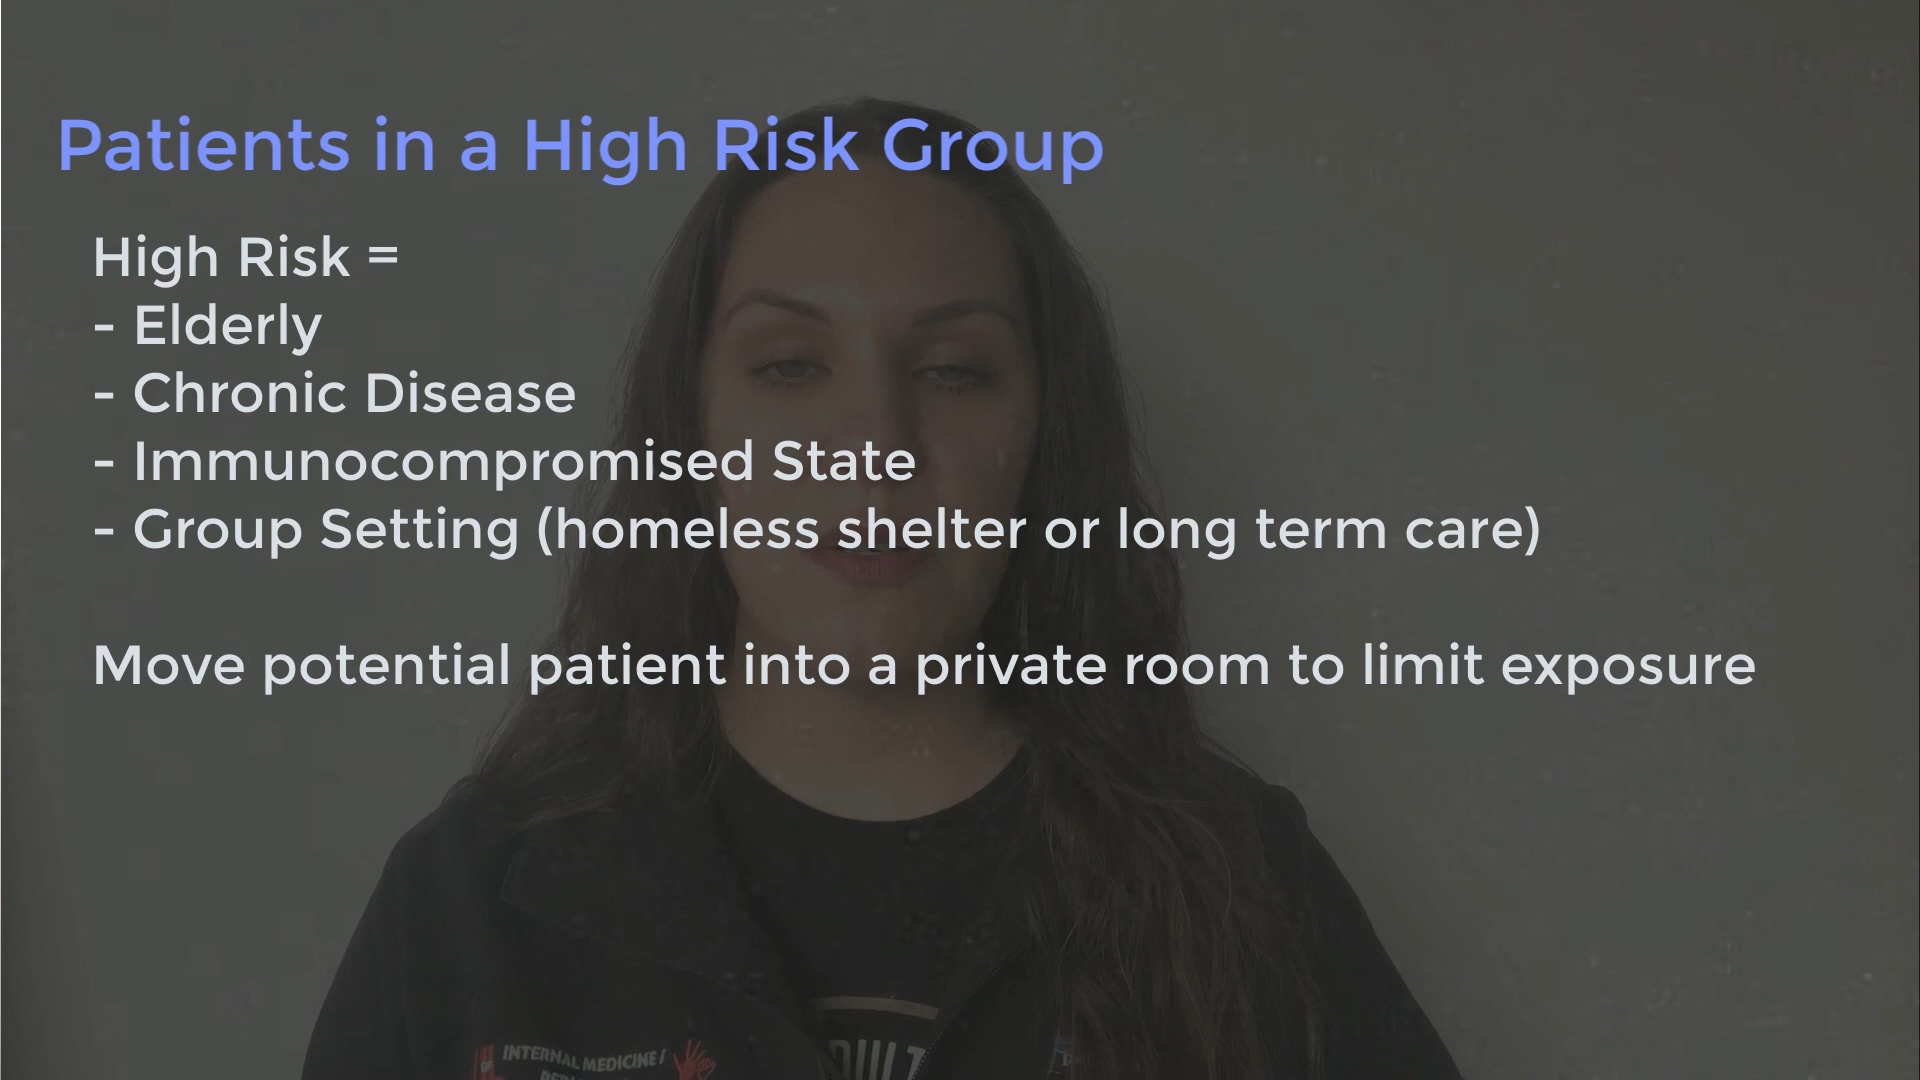 Patients in a High Risk Group
High Risk =
- Elderly
- Chronic Disease
- Immunocompromised State
- Group Setting (homeless shelter or long term care)
Move potential patient into a private room to limit exposure
INTERNAL MEDICINE /